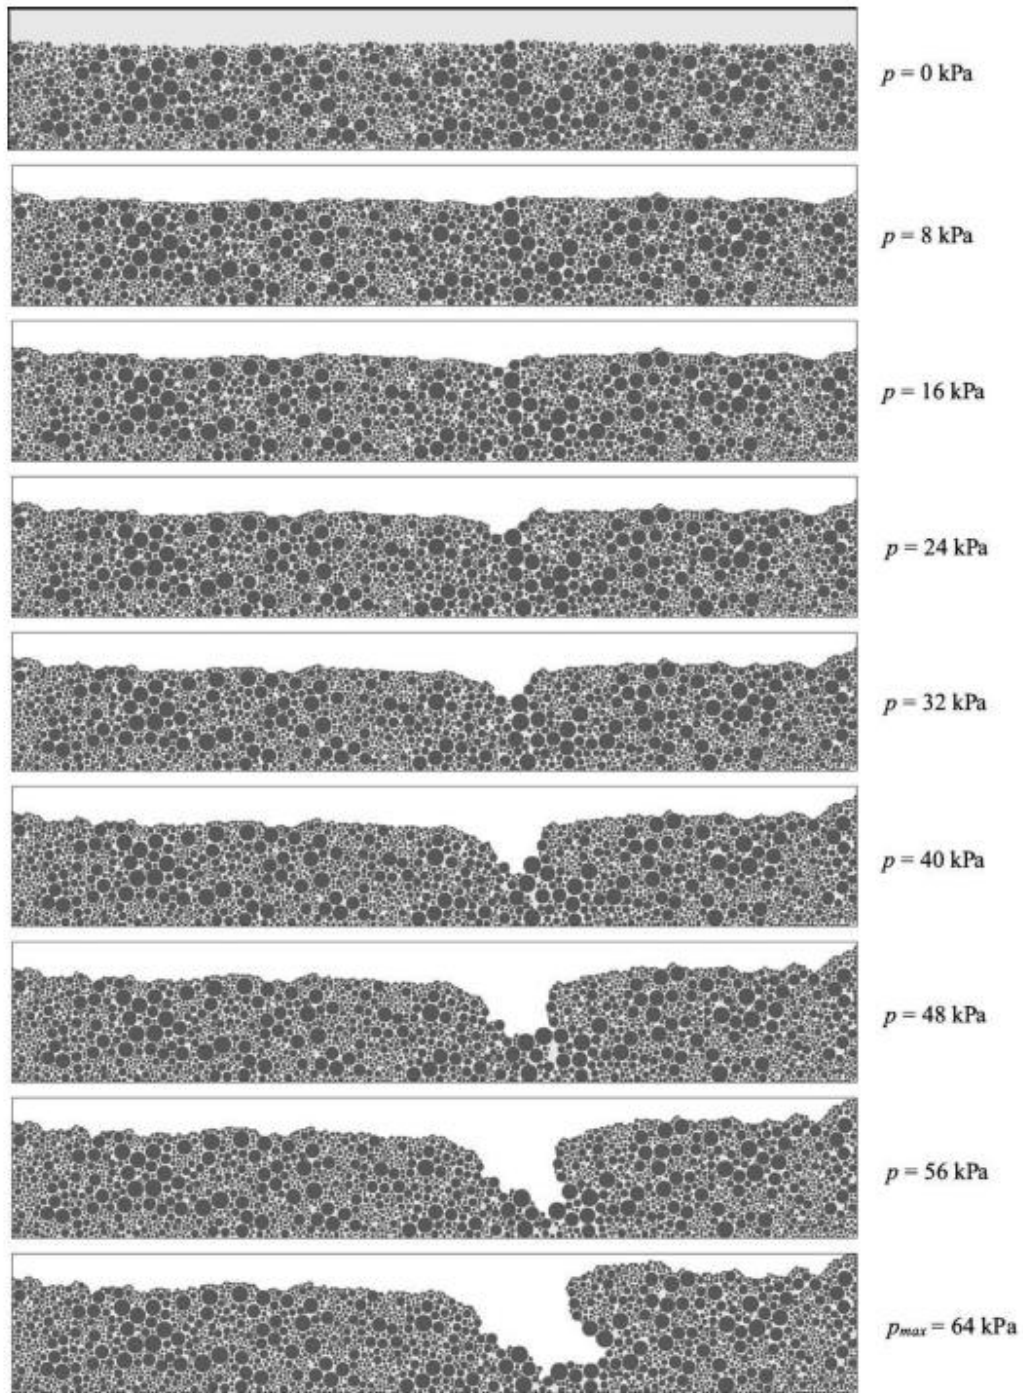 p = 0 kPa
p = 8 kPa
p = 16 kPa
p = 24 kPa
p = 32 kPa
p = 40 kPa
p = 48 kPa
p = 56 kPa
pmax = 64 kPa